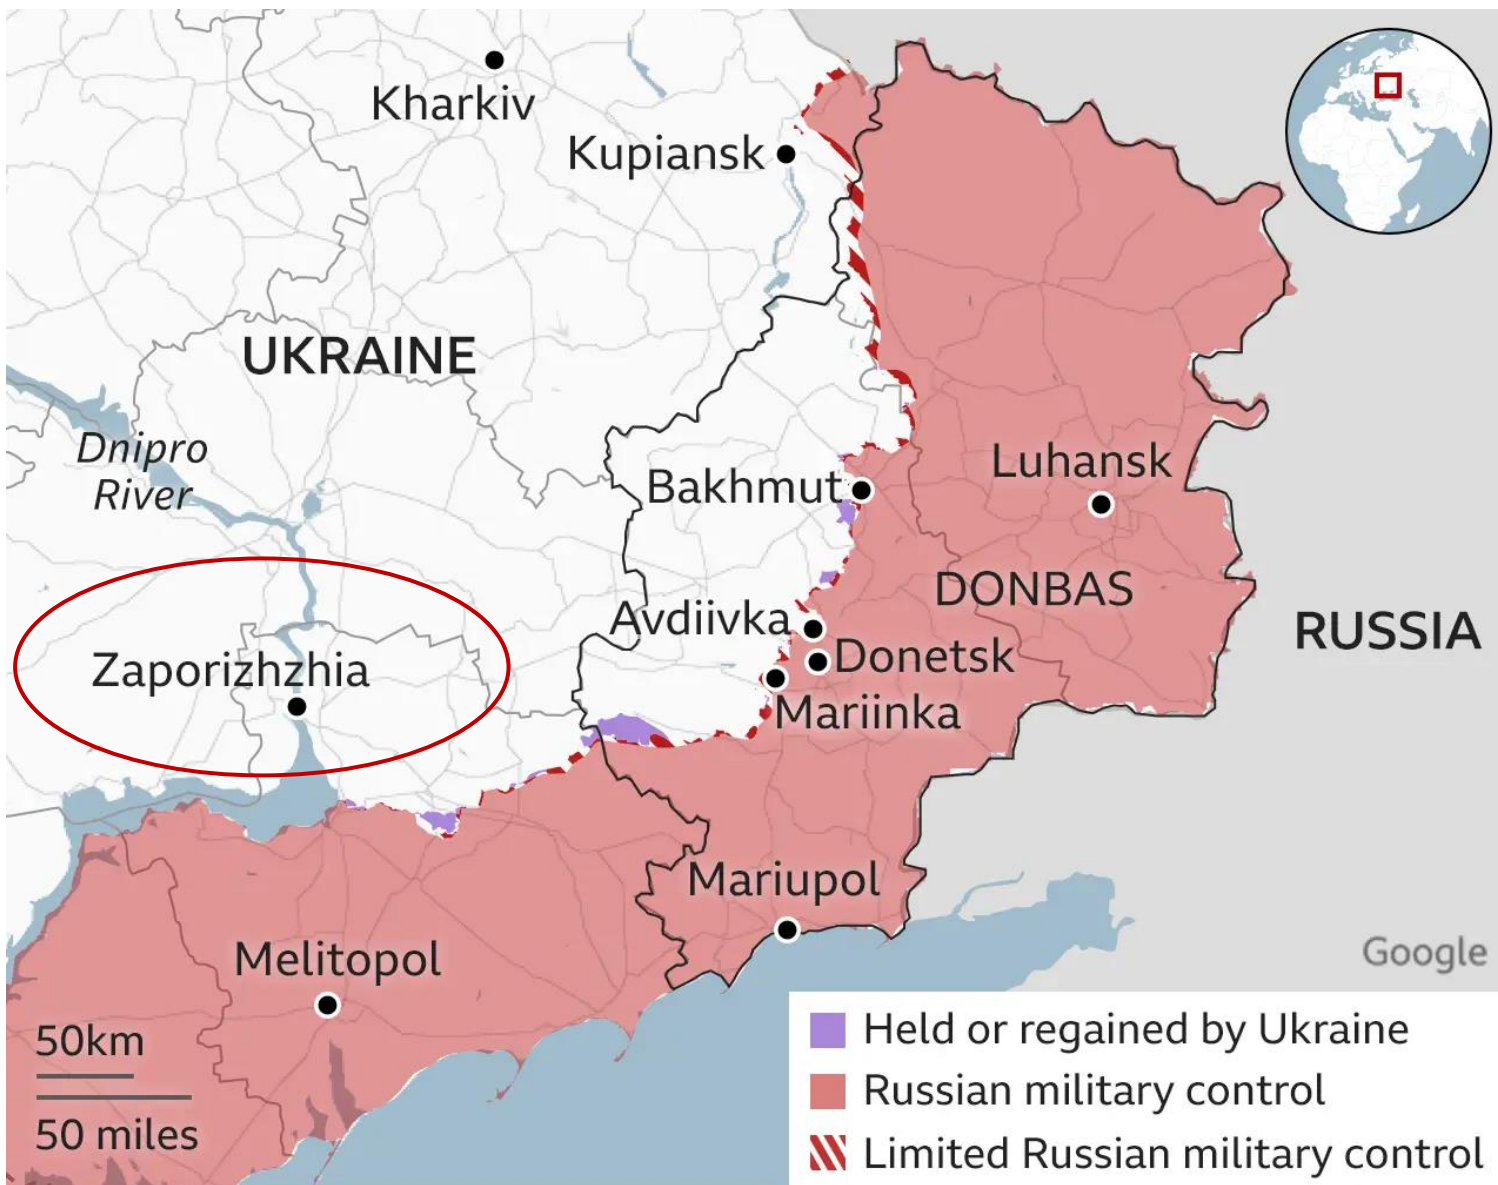 Kharkiv
Kupiansk
UKRAINE
Dnipro
River
Bakhmut
Luhansk
DONBAS
Avdiivka
RUSSIA
Donetsk
Zaporizhzhia
Mariinka
Mariupol
Google
Melitopol
50km
50 miles
Held or regained by Ukraine
Russian military control
Limited Russian military control